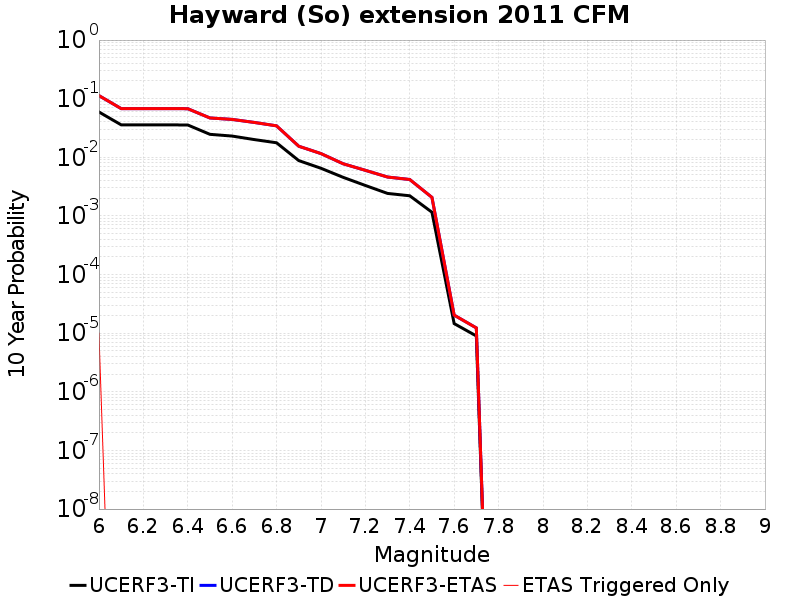 Hayward (So) extension 2011 CFM
10^0
10^-1
10^-2
10^-3
10^-4
10^-5
10^-6
10^-7
10^-8
10 Year Probability
6 6.2 6.4 6.6 6.8 7 7.2 7.4 7.6 7.8 8 8.2 8.4 8.6 8.8 9
Magnitude
UCERF3-TI UCERF3-TD UCERF3-ETAS ETAS Triggered Only